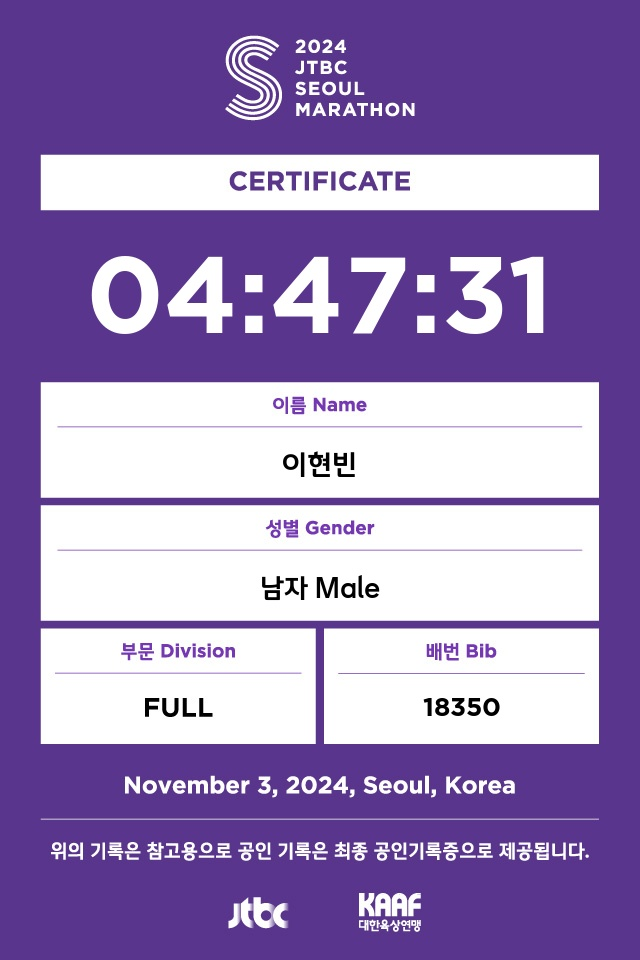 2024
JTBC
SEOUL
MARATHON
CERTIFICATE
04:47:31
이름 Name
이현빈
성별 Gender
남자 Male
부문 Division
FULL
배번 Bib
18350
November 3, 2024, Seoul, Korea
위의 기록은 참고용으로 공인 기록은 최종 공인기록증으로 제공됩니다.
jtbc
KAAF
대한육상연맹